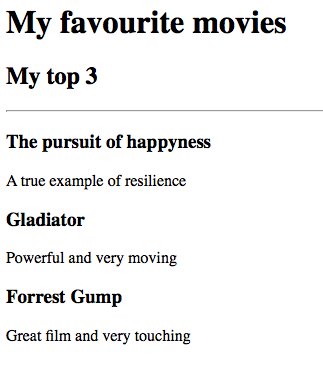 My favourite movies
My top 3
The pursuit of happyness
A true example of resilience
Gladiator
Powerful and very moving
Forrest Gump
Great film and very touching